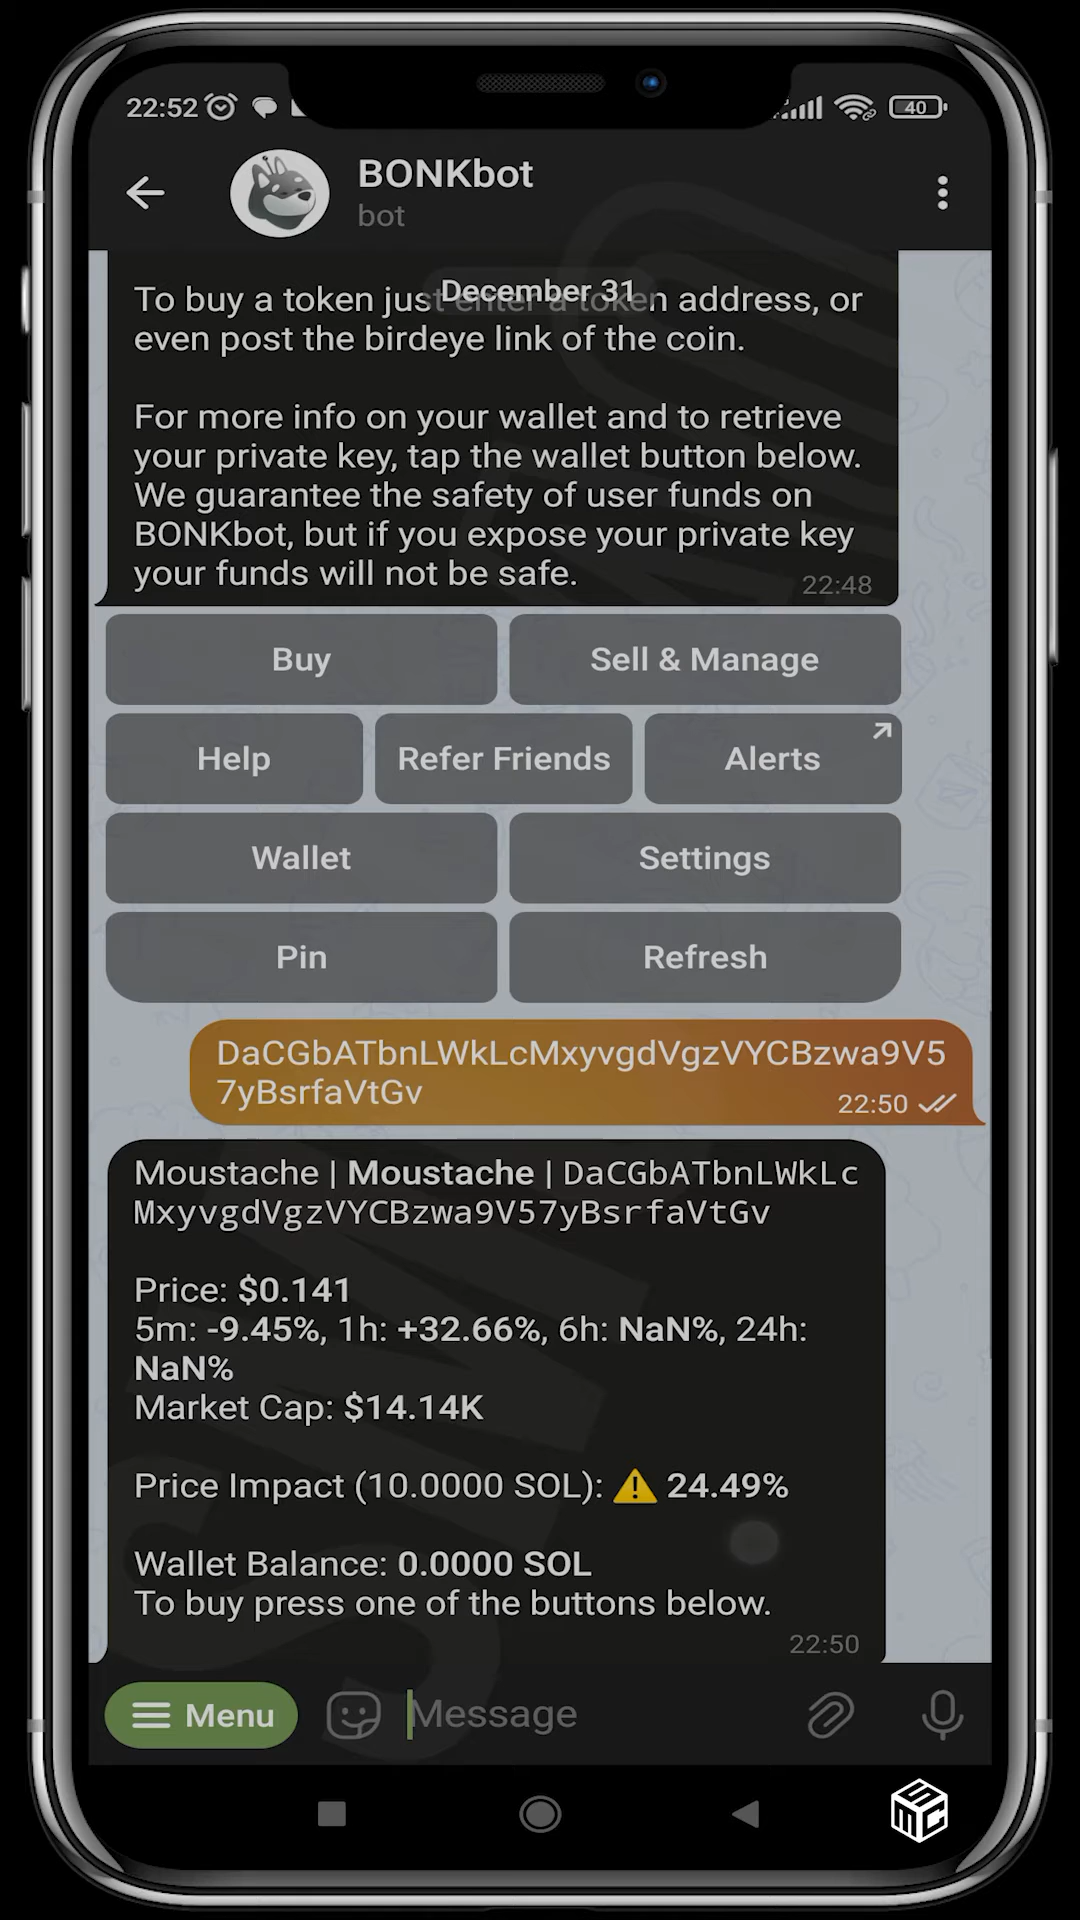 22:52
40
BONKbot
bot
December 31
To buy a token just enter a token address, or
even post the birdeye link of the coin.
For more info on your wallet and to retrieve
your private key, tap the wallet button below.
We guarantee the safety of user funds on
BONKbot, but if you expose your private key
your funds will not be safe.
22:48
Buy
Sell & Manage
Help
Refer Friends
Alerts
Wallet
Settings
Pin
Refresh
DaCGbATbnLWkLcMxyvgdVgzVYCBzwa9V5
7yBsrfaVtGv
22:50
Moustache | Moustache | DaCGbATbnLWkLc
MxyvgdVgzVYCBzwa9V57yBsrfaVtGv
Price: $0.141
5m: -9.45%, 1h: +32.66%, 6h: NaN%, 24h:
NaN%
Market Cap: $14.14K
Price Impact (10.0000 SOL): ⚠ 24.49%
Wallet Balance: 0.0000 SOL
To buy press one of the buttons below.
22:50
Menu
Message
SMC